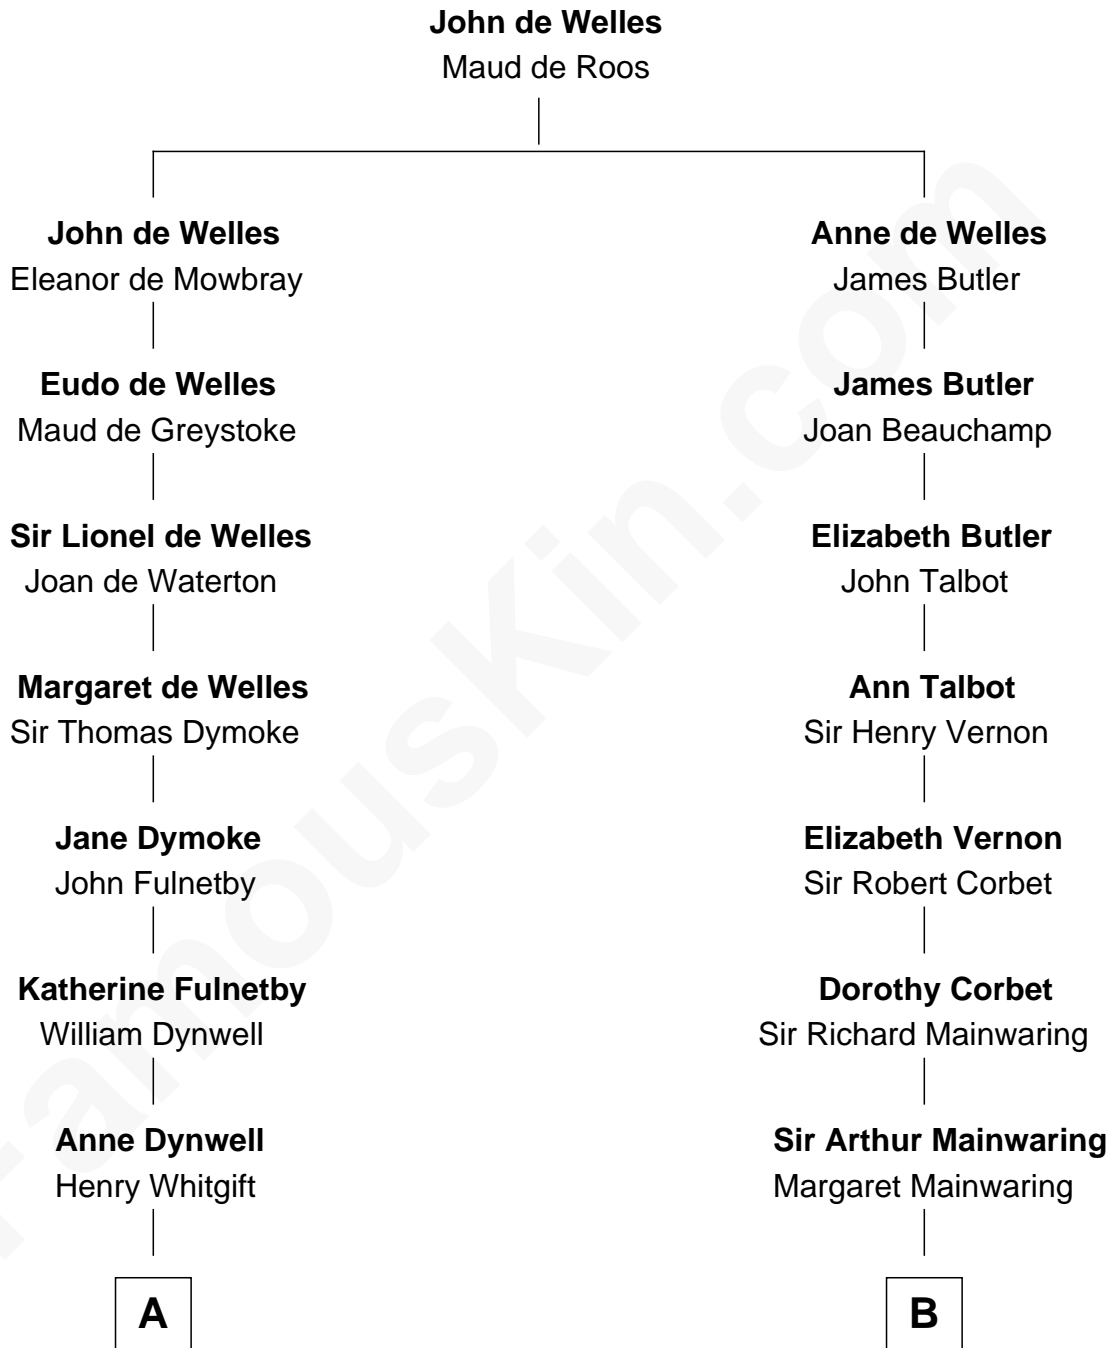 John de Welles
Maud de Roos
John de Welles
Eleanor de Mowbray
Anne de Welles
James Butler
Eudo de Welles
Maud de Greystoke
James Butler
Joan Beauchamp
Sir Lionel de Welles
Joan de Waterton
Elizabeth Butler
John Talbot
Margaret de Welles
Sir Thomas Dymoke
Ann Talbot
Sir Henry Vernon
Jane Dymoke
John Fulnetby
Elizabeth Vernon
Sir Robert Corbet
Katherine Fulnetby
William Dynwell
Dorothy Corbet
Sir Richard Mainwaring
Anne Dynwell
Henry Whitgift
Sir Arthur Mainwaring
Margaret Mainwaring
A
B
FamousKin.com